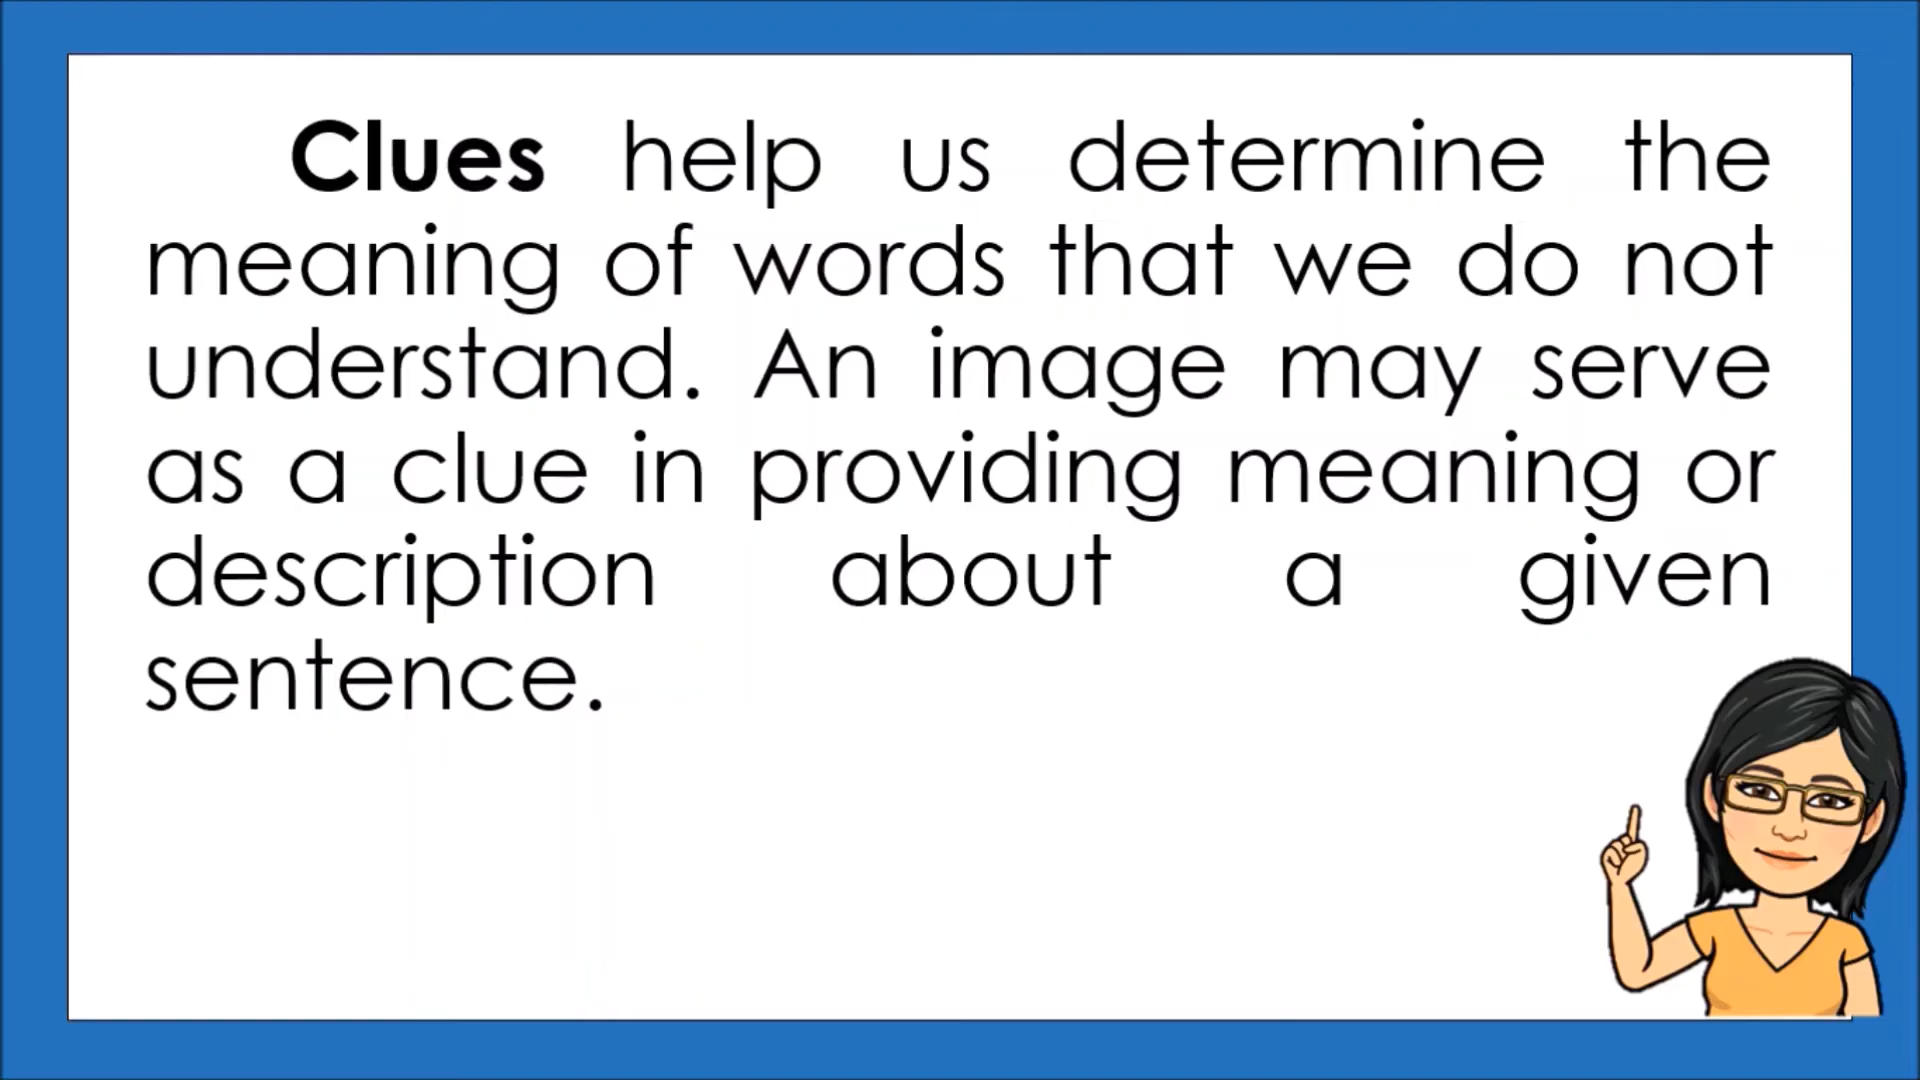 Clues help us determine the
meaning of words that we do not
understand. An image may serve
as a clue in providing meaning or
description about a given
sentence.